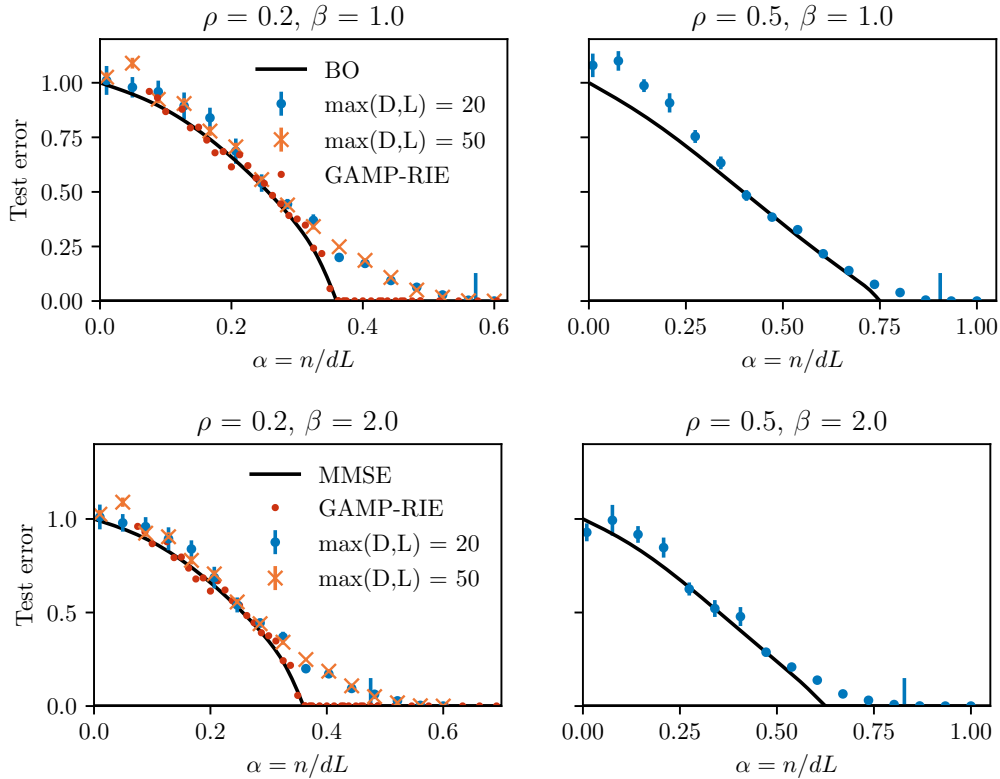 ρ = 0.2, β = 1.0
Test error
1.00
0.75
0.50
0.25
0.00
BO
max(D,L) = 20
max(D,L) = 50
GAMP-RIE
0.0 0.2 0.4 0.6
α = n/dL
ρ = 0.5, β = 1.0
0.00 0.25 0.50 0.75 1.00
α = n/dL
ρ = 0.2, β = 2.0
Test error
1.0
0.5
0.0
MMSE
GAMP-RIE
max(D,L) = 20
max(D,L) = 50
0.0 0.2 0.4 0.6
α = n/dL
ρ = 0.5, β = 2.0
0.00 0.25 0.50 0.75 1.00
α = n/dL